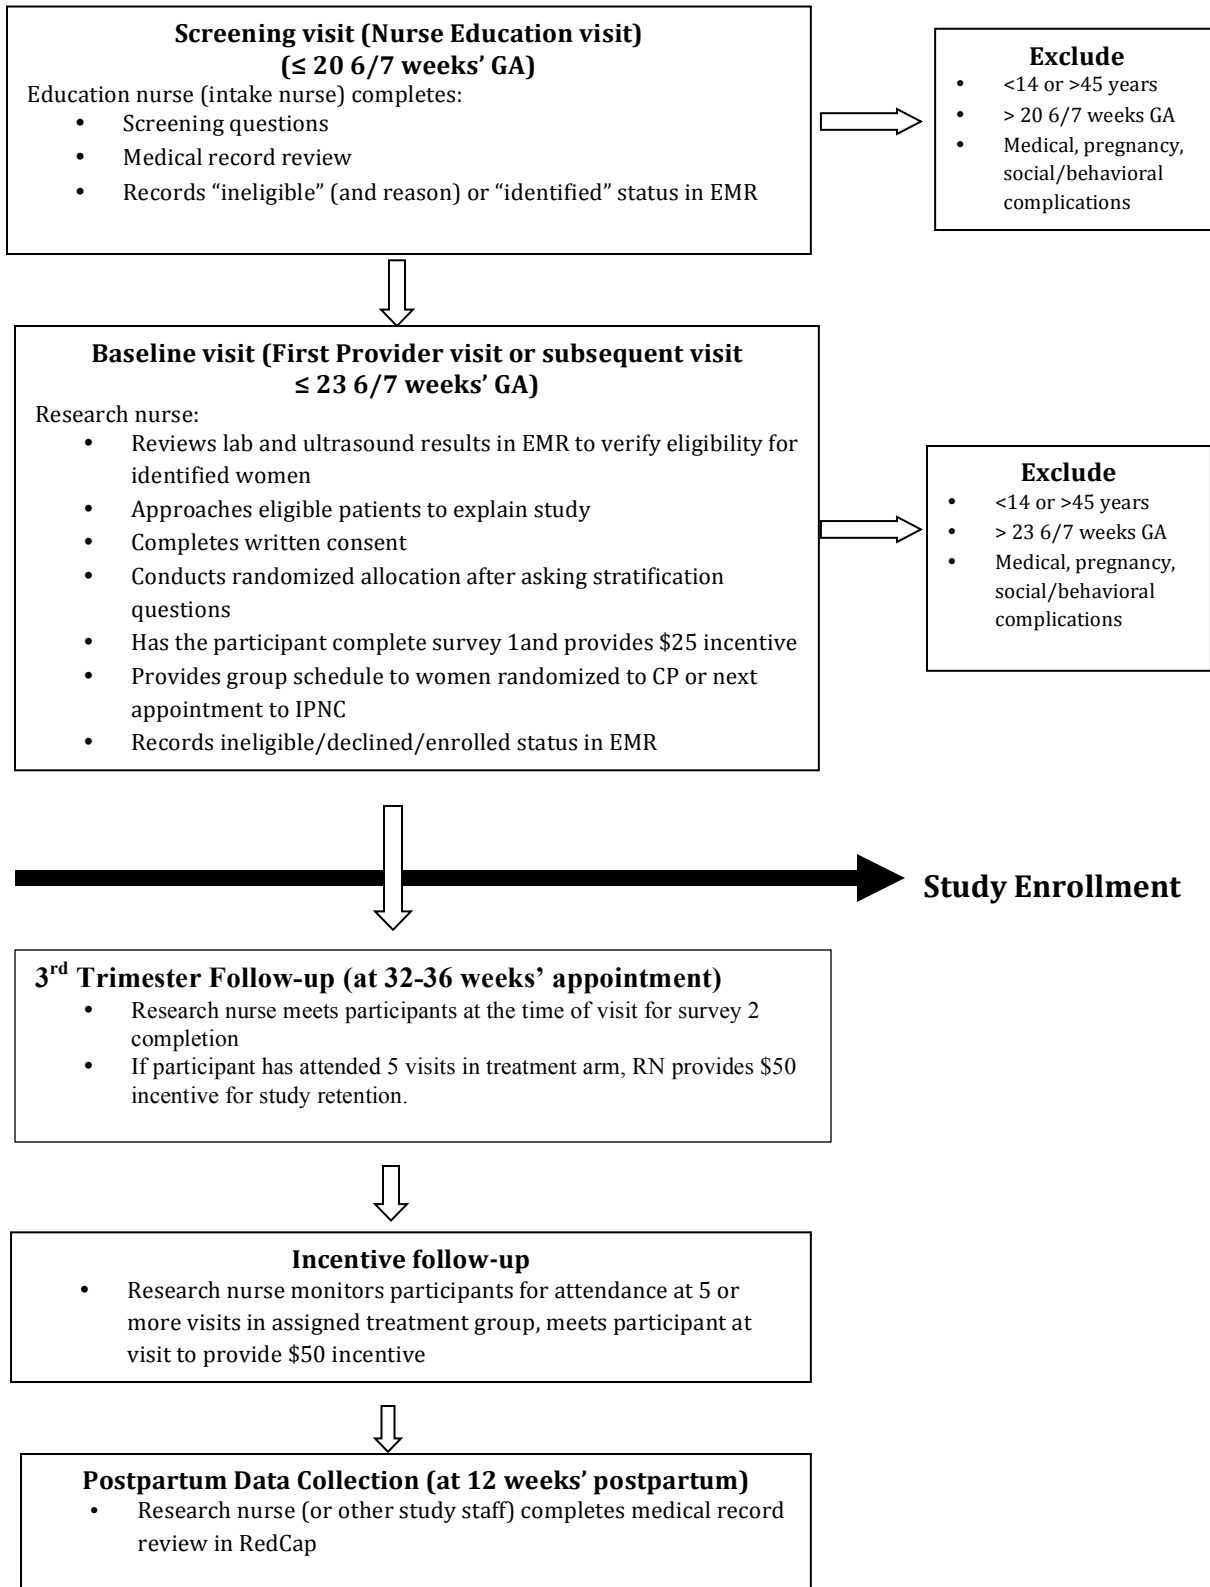 Screening visit (Nurse Education visit)
(≤ 20 6/7 weeks’ GA)
Education nurse (intake nurse) completes:
• Screening questions
• Medical record review
• Records “ineligible” (and reason) or “identified” status in EMR
Exclude
• <14 or >45 years
• > 20 6/7 weeks GA
• Medical, pregnancy,
social/behavioral
complications
Baseline visit (First Provider visit or subsequent visit
≤ 23 6/7 weeks’ GA)
Research nurse:
• Reviews lab and ultrasound results in EMR to verify eligibility for
identified women
• Approaches eligible patients to explain study
• Completes written consent
• Conducts randomized allocation after asking stratification
questions
• Has the participant complete survey 1and provides $25 incentive
• Provides group schedule to women randomized to CP or next
appointment to IPNC
• Records ineligible/declined/enrolled status in EMR
Exclude
• <14 or >45 years
• > 23 6/7 weeks GA
• Medical, pregnancy,
social/behavioral
complications
Study Enrollment
3rd Trimester Follow-up (at 32-36 weeks’ appointment)
• Research nurse meets participants at the time of visit for survey 2
completion
• If participant has attended 5 visits in treatment arm, RN provides $50
incentive for study retention.
Incentive follow-up
• Research nurse monitors participants for attendance at 5 or
more visits in assigned treatment group, meets participant at
visit to provide $50 incentive
Postpartum Data Collection (at 12 weeks’ postpartum)
• Research nurse (or other study staff) completes medical record
review in RedCap